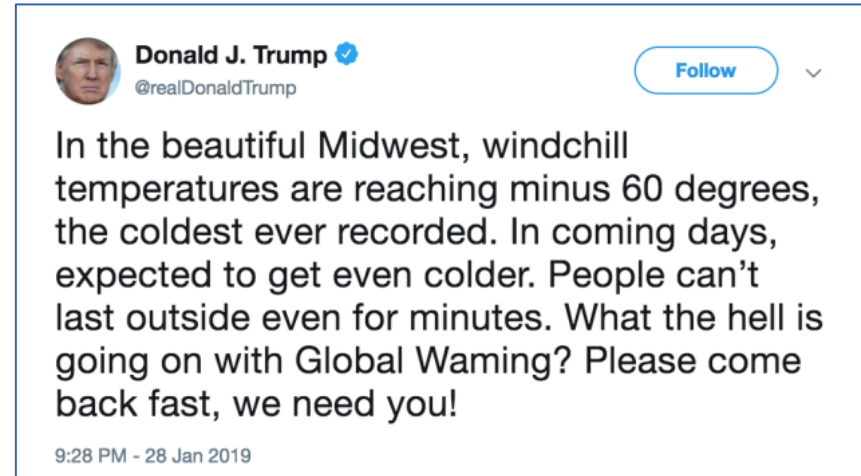 Donald J. Trump
@realDonaldTrump
Follow
In the beautiful Midwest, windchill
temperatures are reaching minus 60 degrees,
the coldest ever recorded. In coming days,
expected to get even colder. People can’t
last outside even for minutes. What the hell is
going on with Global Waming? Please come
back fast, we need you!
9:28 PM - 28 Jan 2019